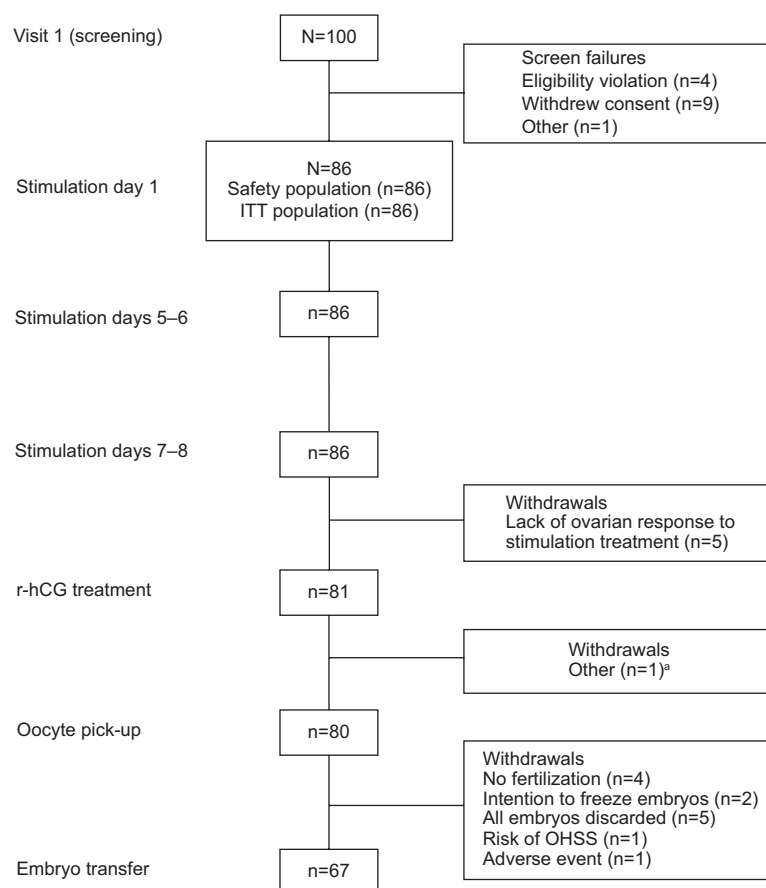 Visit 1 (screening)
N=100
Screen failures
Eligibility violation (n=4)
Withdrew consent (n=9)
Other (n=1)
Stimulation day 1
N=86
Safety population (n=86)
ITT population (n=86)
Stimulation days 5–6
n=86
Stimulation days 7–8
n=86
Withdrawals
Lack of ovarian response to
stimulation treatment (n=5)
r-hCG treatment
n=81
Withdrawals
Other (n=1)ᵃ
Oocyte pick-up
n=80
Withdrawals
No fertilization (n=4)
Intention to freeze embryos (n=2)
All embryos discarded (n=5)
Risk of OHSS (n=1)
Adverse event (n=1)
Embryo transfer
n=67